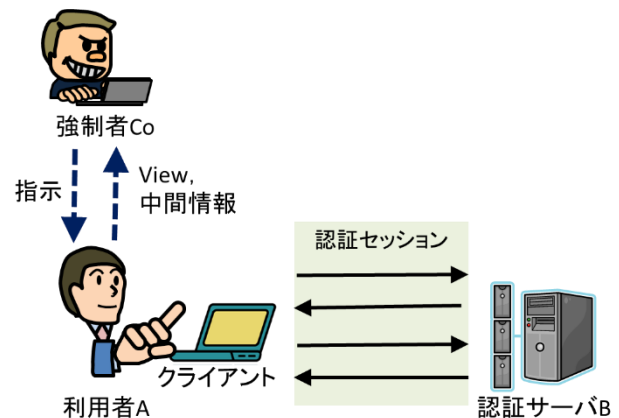 強制者Co
指示
View,
中間情報
認証セッション
クライアント
利用者A
認証サーバB